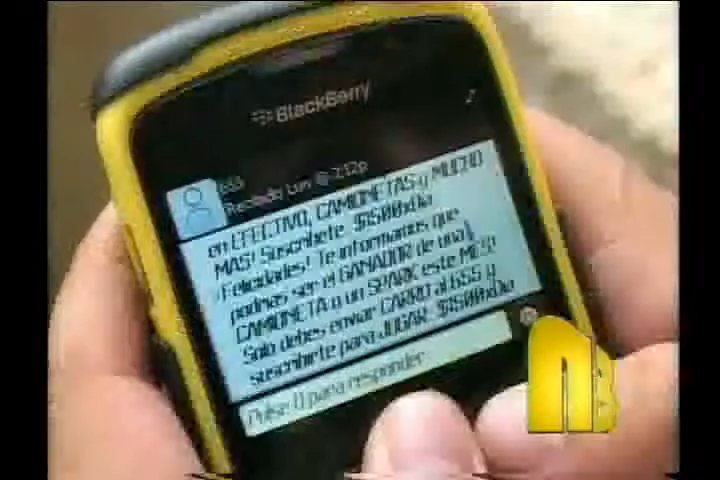 BlackBerry
655
Recibido Lun @ 2:12p
en EFECTIVO, CAMIONETAS y MUCHO
MAS! Suscribete. $1500xdia
¡Felicidades! Te informamos que
podrias ser el GANADOR de una
CAMIONETA o un SPARK este MES!
Solo debes enviar CARRO al 655 y
suscribirte para JUGAR. $1500xdia
Pulse U para responder